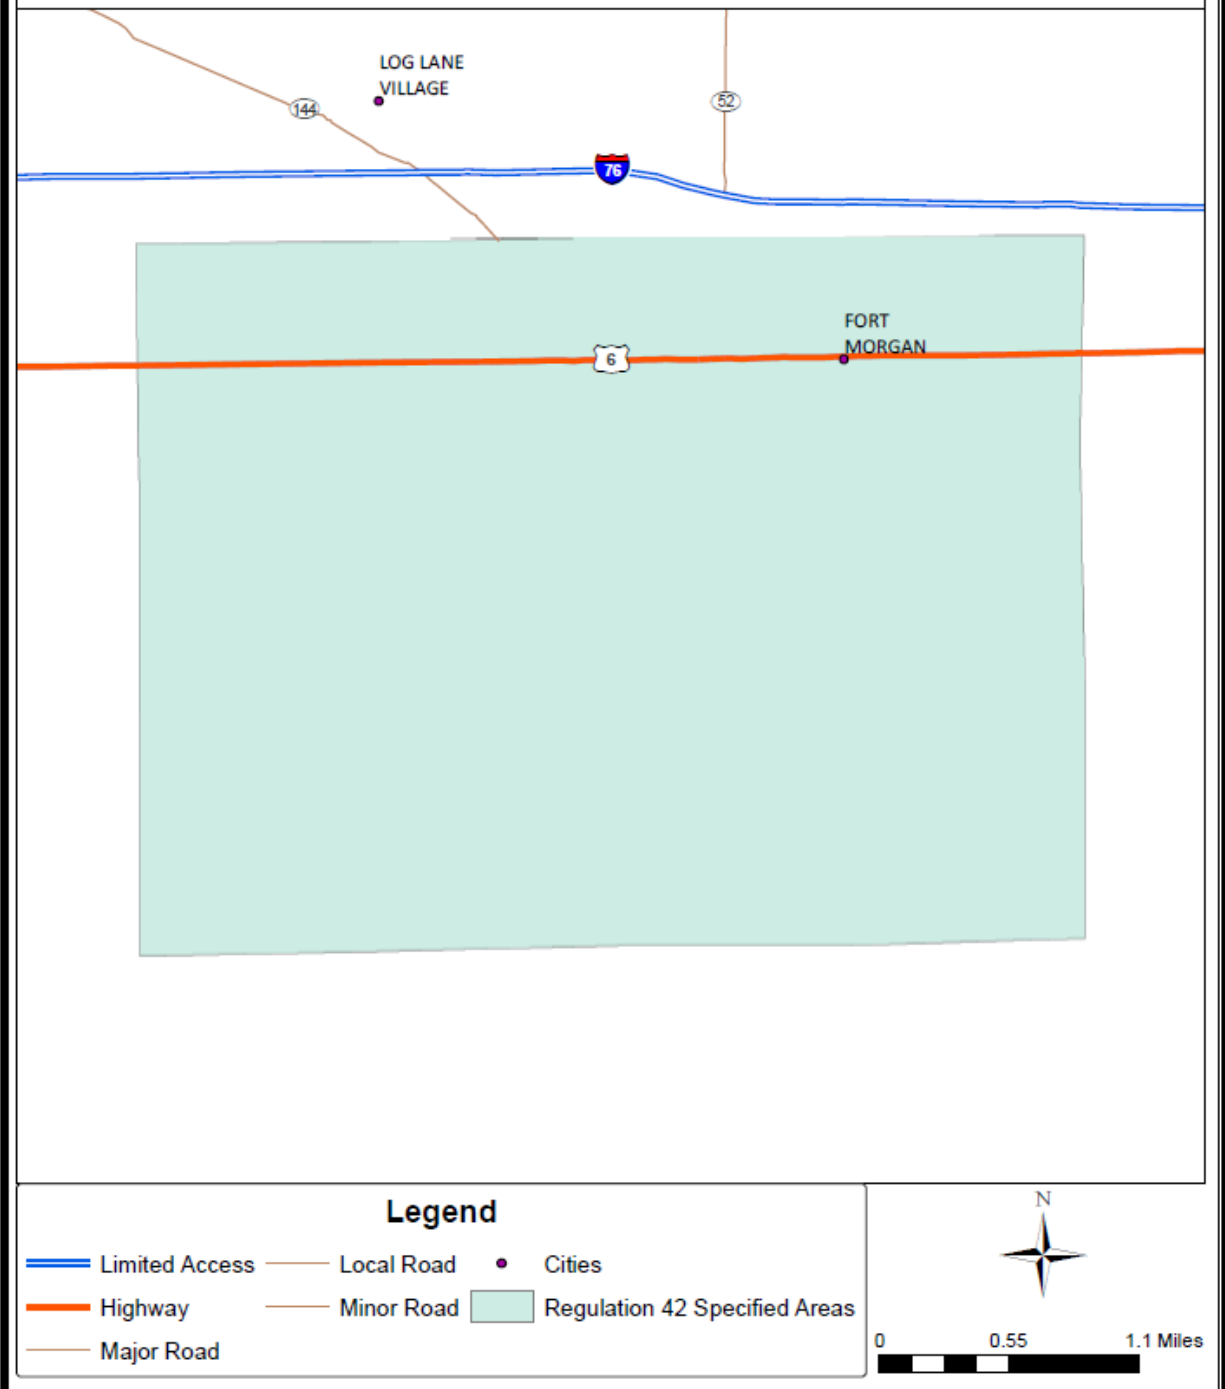 LOG LANE
VILLAGE
144
52
76
FORT
MORGAN
6
Legend
Limited Access
Local Road
Cities
Highway
Minor Road
Regulation 42 Specified Areas
Major Road
N
0 0.55 1.1 Miles